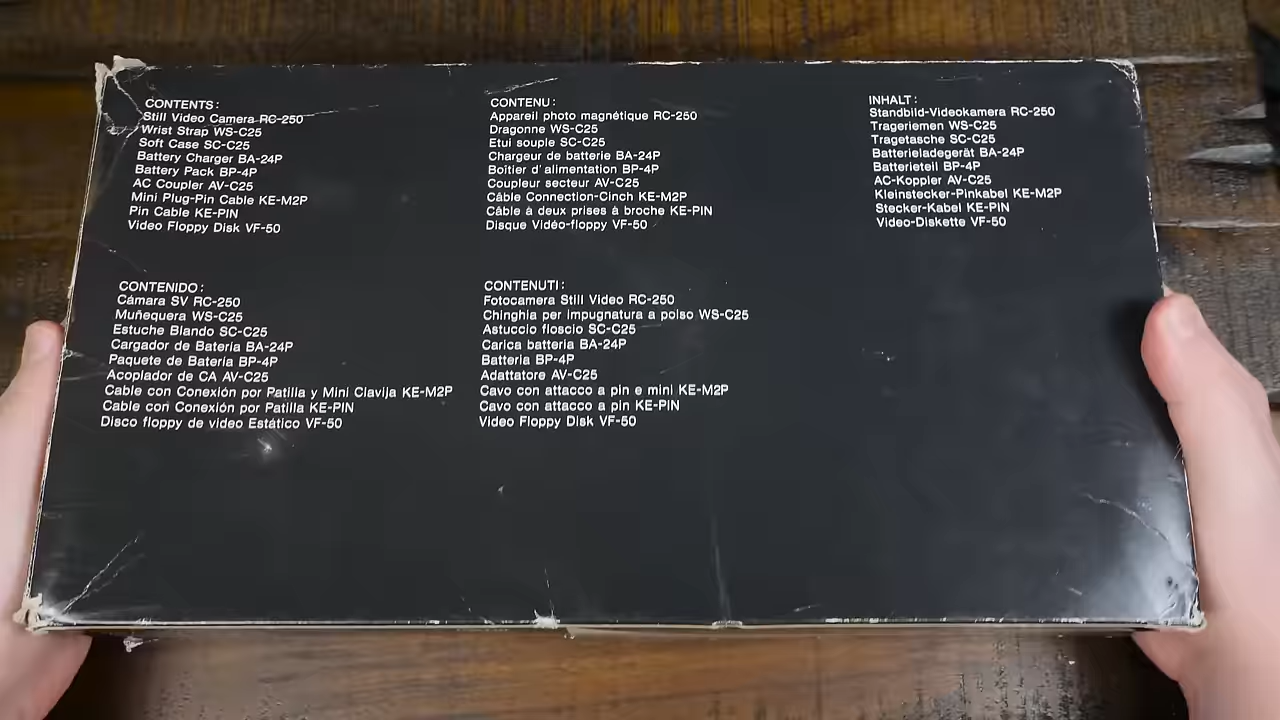 CONTENTS:
Still Video Camera RC-250
Wrist Strap WS-C25
Soft Case SC-C25
Battery Charger BA-24P
Battery Pack BP-4P
AC Coupler AV-C25
Mini Plug-Pin Cable KE-M2P
Pin Cable KE-PIN
Video Floppy Disk VF-50
CONTENU:
Appareil photo magnétique RC-250
Dragonne WS-C25
Etui souple SC-C25
Chargeur de batterie BA-24P
Boîtier d'alimentation BP-4P
Coupleur secteur AV-C25
Câble Connection-Cinch KE-M2P
Câble à deux prises à broche KE-PIN
Disque Vidéo-floppy VF-50
INHALT:
Standbild-Videokamera RC-250
Trageriemen WS-C25
Tragetasche SC-C25
Batterieladegerät BA-24P
Batterieteil BP-4P
AC-Koppler AV-C25
Kleinstecker-Pinkabel KE-M2P
Stecker-Kabel KE-PIN
Video-Diskette VF-50
CONTENIDO:
Cámara SV RC-250
Muñequera WS-C25
Estuche Blando SC-C25
Cargador de Batería BA-24P
Paquete de Batería BP-4P
Acoplador de CA AV-C25
Cable con Conexión por Patilla y Mini Clavija KE-M2P
Cable con Conexión por Patilla KE-PIN
Disco floppy de video Estático VF-50
CONTENUTI:
Fotocamera Still Video RC-250
Chinghia per impugnatura a polso WS-C25
Astuccio floscio SC-C25
Carica batteria BA-24P
Batteria BP-4P
Adattatore AV-C25
Cavo con attacco a pin e mini KE-M2P
Cavo con attacco a pin KE-PIN
Video Floppy Disk VF-50